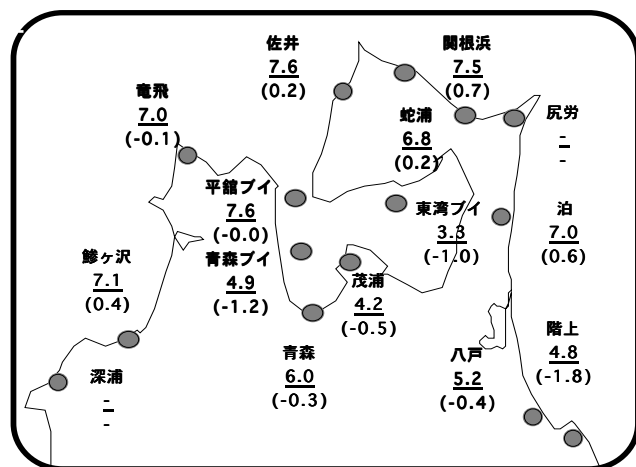 佐井
7.6
(0.2)
関根浜
7.5
(0.7)
竜飛
7.0
(-0.1)
蛇浦
6.8
(0.2)
尻労
-
-
平舘ブイ
7.6
(-0.0)
東湾ブイ
3.3
(-1.0)
泊
7.0
(0.6)
鰺ヶ沢
7.1
(0.4)
青森ブイ
4.9
(-1.2)
茂浦
4.2
(-0.5)
階上
4.8
(-1.8)
深浦
-
-
青森
6.0
(-0.3)
八戸
5.2
(-0.4)